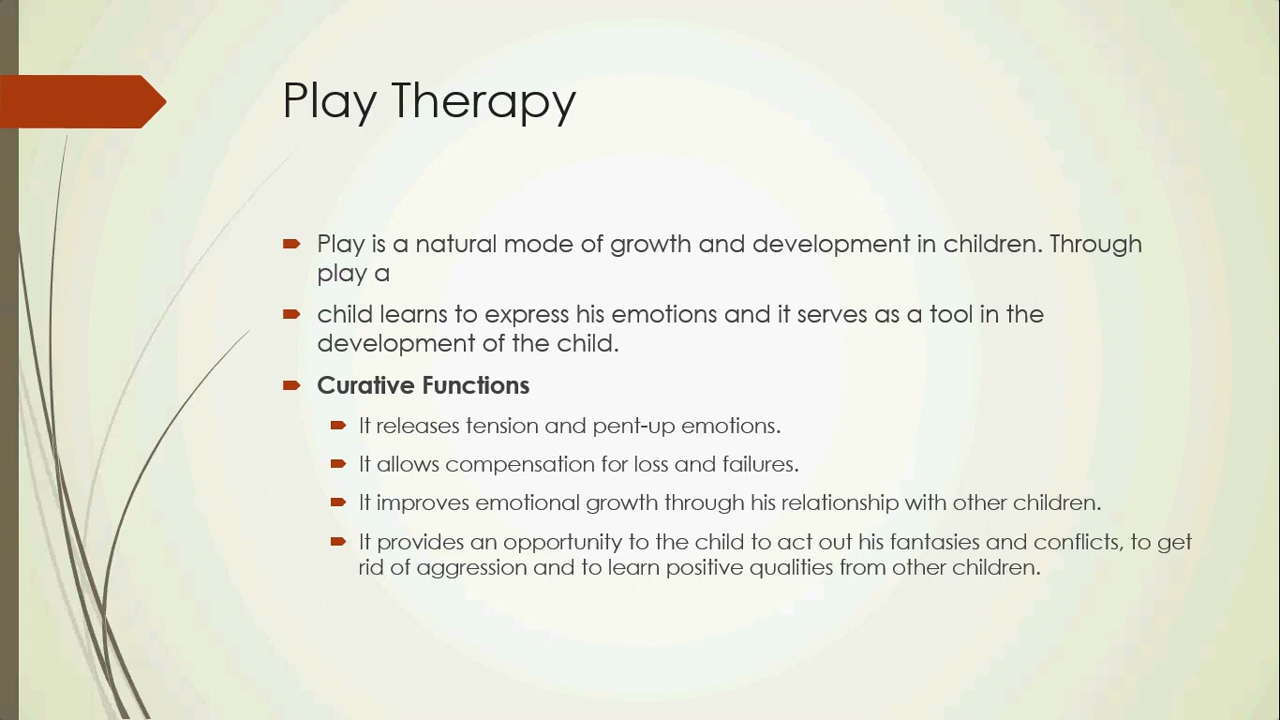 Play Therapy
Play is a natural mode of growth and development in children. Through
play a
child learns to express his emotions and it serves as a tool in the
development of the child.
Curative Functions
It releases tension and pent-up emotions.
It allows compensation for loss and failures.
It improves emotional growth through his relationship with other children.
It provides an opportunity to the child to act out his fantasies and conflicts, to get
rid of aggression and to learn positive qualities from other children.